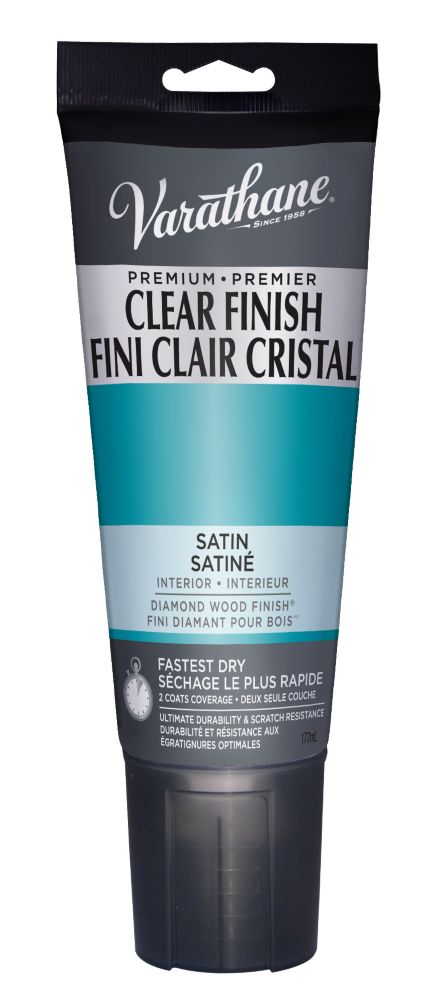 Varathane®
SINCE 1958
PREMIUM • PREMIER
CLEAR FINISH
FINI CLAIR CRISTAL
SATIN
SATINÉ
INTERIOR • INTERIEUR
DIAMOND WOOD FINISH®
FINI DIAMANT POUR BOIS™
FASTEST DRY
SÉCHAGE LE PLUS RAPIDE
2 COATS COVERAGE • DEUX SEULE COUCHE
ULTIMATE DURABILITY & SCRATCH RESISTANCE
DURABILITÉ ET RÉSISTANCE AUX
ÉGRATIGNURES OPTIMALES
177mL